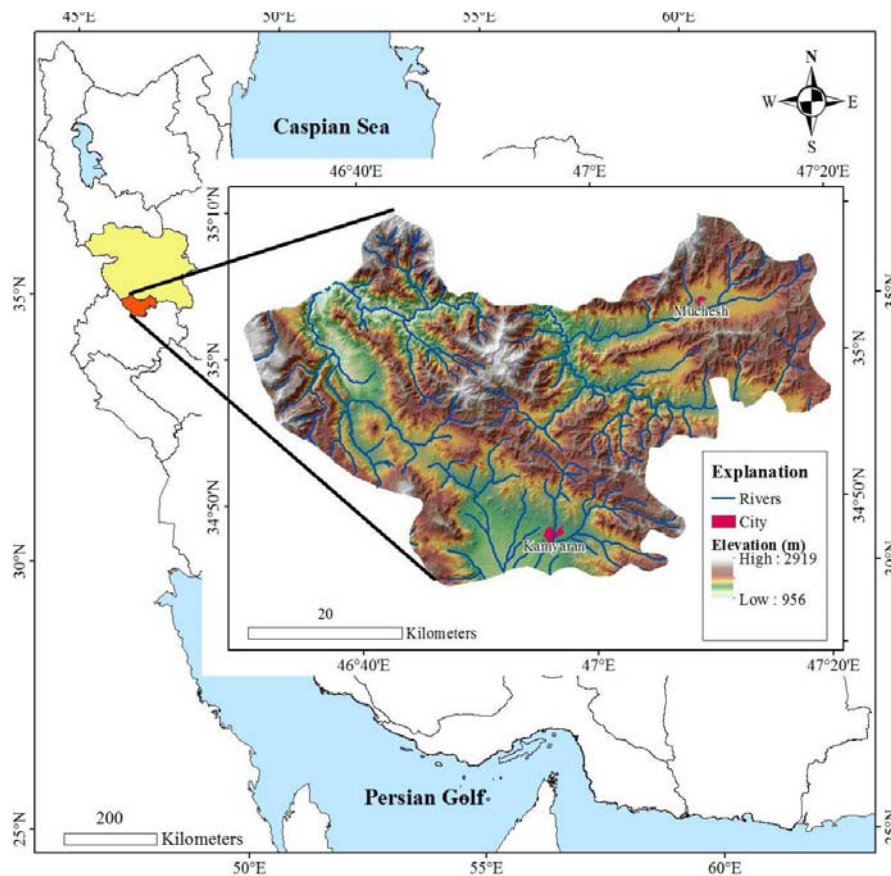 45°E 50°E 55°E 60°E
N
W E
S
Caspian Sea
46°40'E 47°E 47°20'E
35°10'N
35°N
35°N
Muchesh
35°N
34°50'N
34°50'N
Explanation
Rivers
City
Elevation (m)
High : 2919
Low : 956
Kamyaran
20
Kilometers
46°40'E 47°E 47°20'E
30°N
Persian Golf
200
Kilometers
25°N
50°E 55°E 60°E